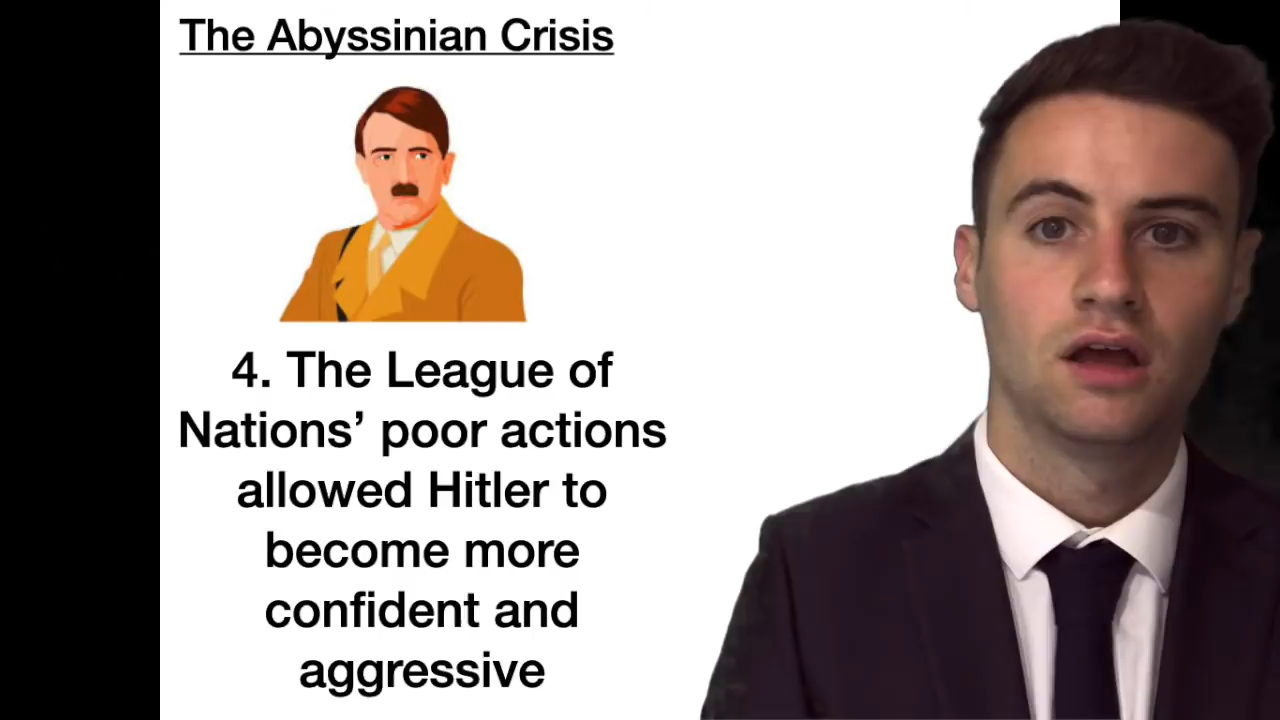 The Abyssinian Crisis
4. The League of
Nations’ poor actions
allowed Hitler to
become more
confident and
aggressive